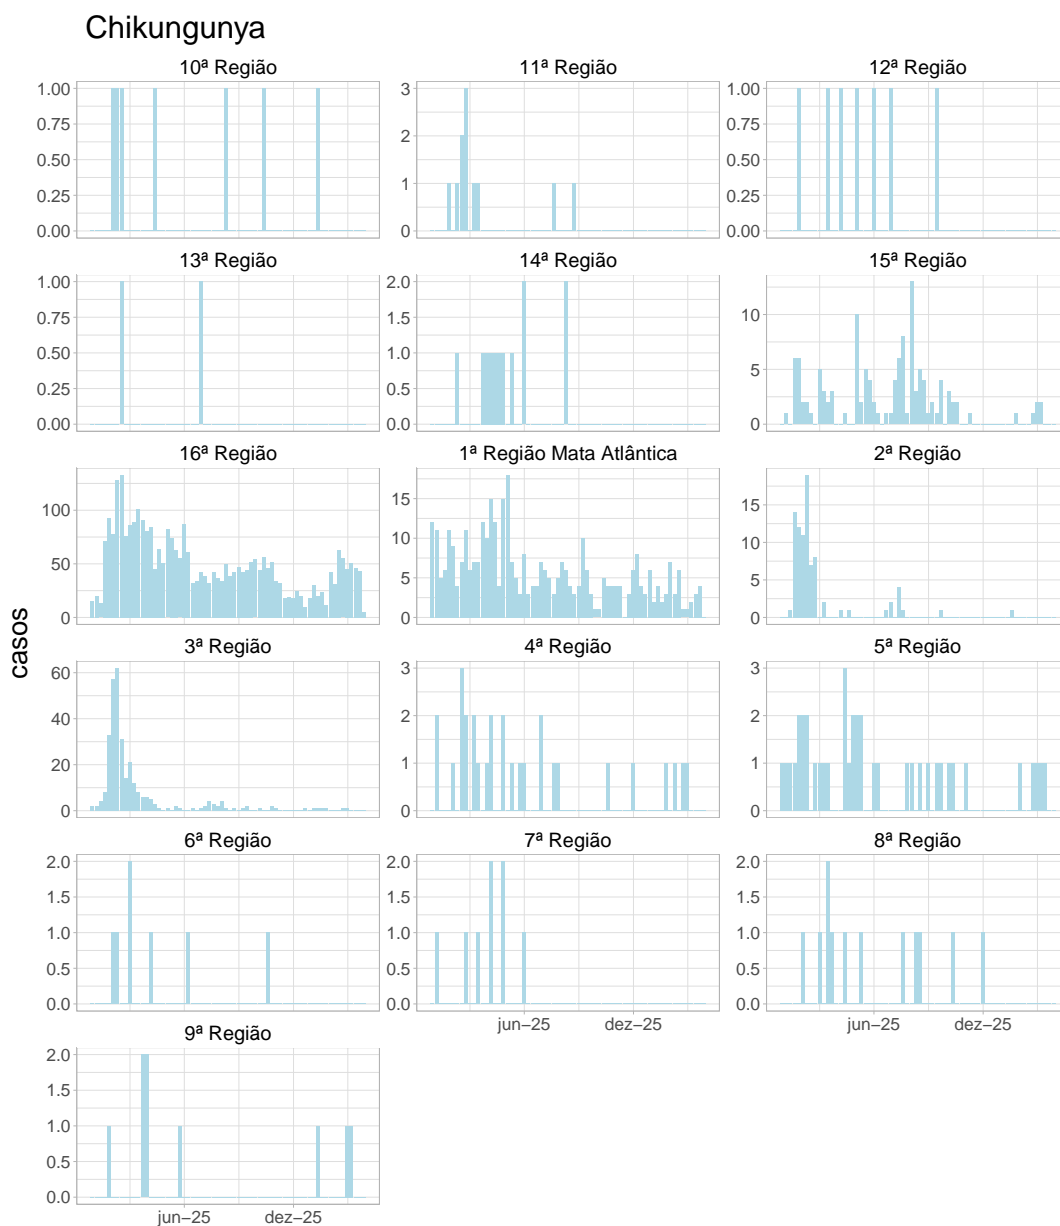 Chikungunya
10ª Região
11ª Região
12ª Região
1.00
0.75
0.50
0.25
0.00
3
2
1
0
1.00
0.75
0.50
0.25
0.00
13ª Região
14ª Região
15ª Região
1.00
0.75
0.50
0.25
0.00
2.0
1.5
1.0
0.5
0.0
10
5
0
16ª Região
1ª Região Mata Atlântica
2ª Região
100
50
0
15
10
5
0
15
10
5
0
casos
3ª Região
4ª Região
5ª Região
60
40
20
0
3
2
1
0
3
2
1
0
6ª Região
7ª Região
8ª Região
2.0
1.5
1.0
0.5
0.0
2.0
1.5
1.0
0.5
0.0
2.0
1.5
1.0
0.5
0.0
jun−25
dez−25
jun−25
dez−25
9ª Região
2.0
1.5
1.0
0.5
0.0
jun−25
dez−25